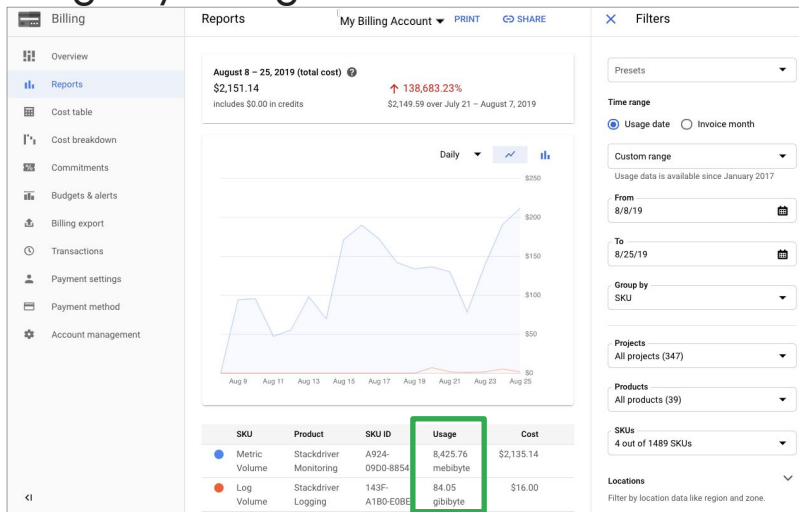 Billing
Reports
My Billing Account
PRINT
SHARE
Filters
Overview
Reports
Cost table
Cost breakdown
Commitments
Budgets & alerts
Billing export
Transactions
Payment settings
Payment method
Account management
August 8 – 25, 2019 (total cost)
$2,151.14
includes $0.00 in credits
138,683.23%
$2,149.59 over July 21 – August 7, 2019
Daily
$250
$200
$150
$100
$50
$0
Aug 9 Aug 11 Aug 13 Aug 15 Aug 17 Aug 19 Aug 21 Aug 23 Aug 25
SKU Product SKU ID Usage Cost
Metric Stackdriver A924- 8,425.76 $2,135.14
Volume Monitoring 09D0-8854 mebibyte
Log Stackdriver 143F- 84.05 $16.00
Volume Logging A1B0-E0BE gibibyte
Presets
Time range
Usage date Invoice month
Custom range
Usage data is available since January 2017
From
8/8/19
To
8/25/19
Group by
SKU
Projects
All projects (347)
Products
All products (39)
SKUs
4 out of 1489 SKUs
Locations
Filter by location data like region and zone.